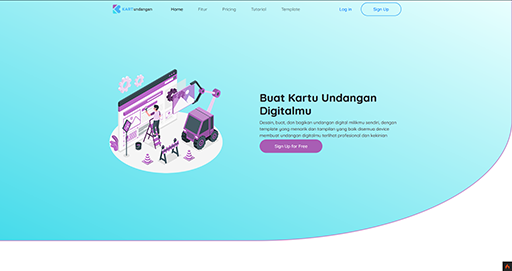 KARTundangan Home Fitur Pricing Tutorial Template Log in Sign Up
Buat Kartu Undangan
Digitalmu
Desain, buat, dan bagikan undangan digital milikmu sendiri, dengan
template yang menarik dan tampilan yang baik disemua device
membuat undangan digitalmu terlihat profesional dan kekinian
Sign Up for Free